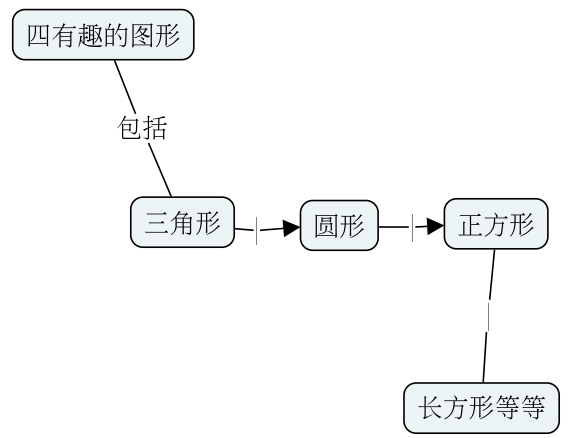 四有趣的图形
包括
三角形
圆形
正方形
长方形等等